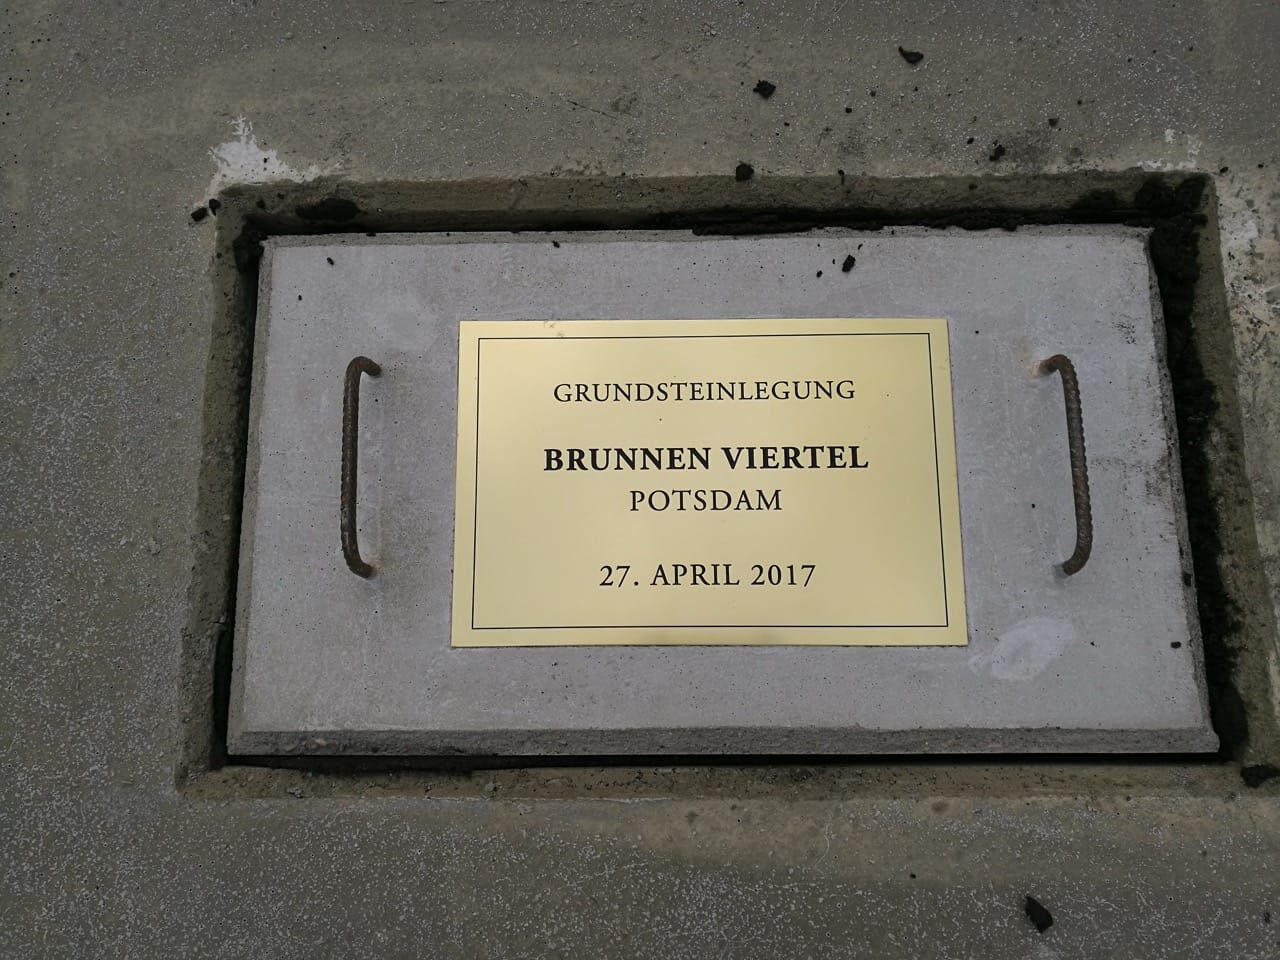 GRUNDSTEINLEGUNG
BRUNNEN VIERTEL
POTSDAM
27. APRIL 2017